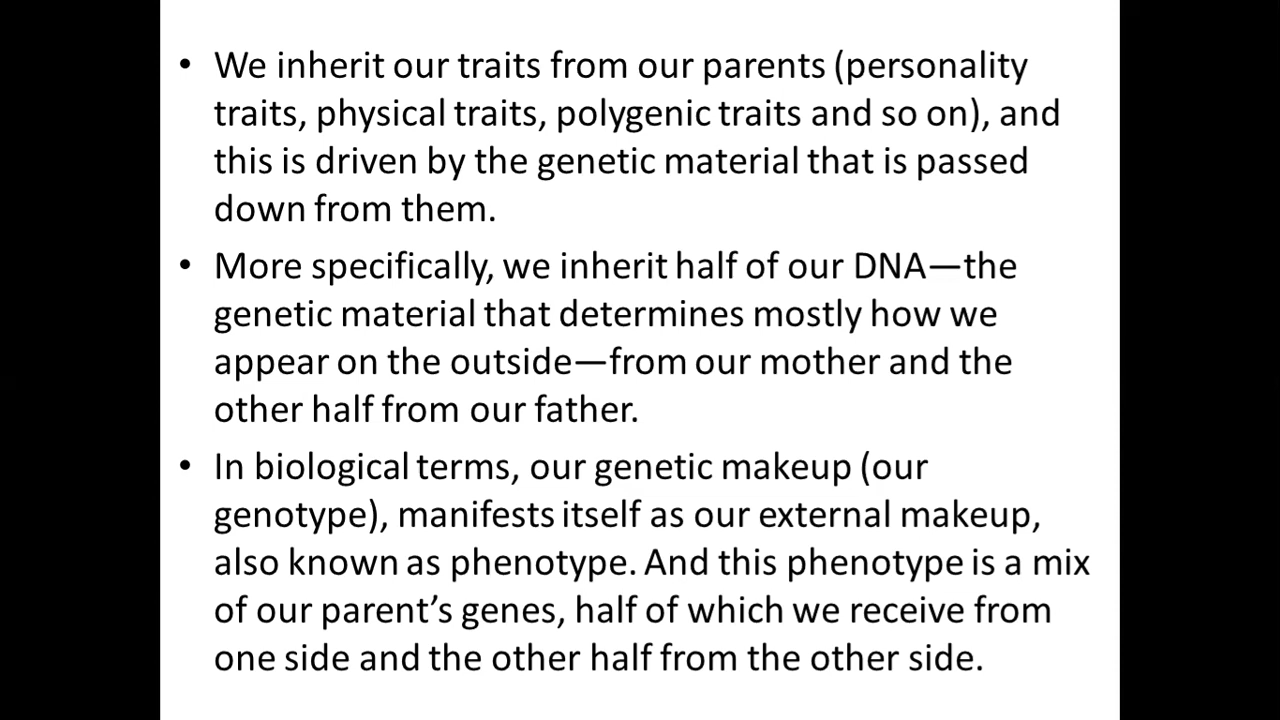 • We inherit our traits from our parents (personality
traits, physical traits, polygenic traits and so on), and
this is driven by the genetic material that is passed
down from them.
• More specifically, we inherit half of our DNA—the
genetic material that determines mostly how we
appear on the outside—from our mother and the
other half from our father.
• In biological terms, our genetic makeup (our
genotype), manifests itself as our external makeup,
also known as phenotype. And this phenotype is a mix
of our parent’s genes, half of which we receive from
one side and the other half from the other side.